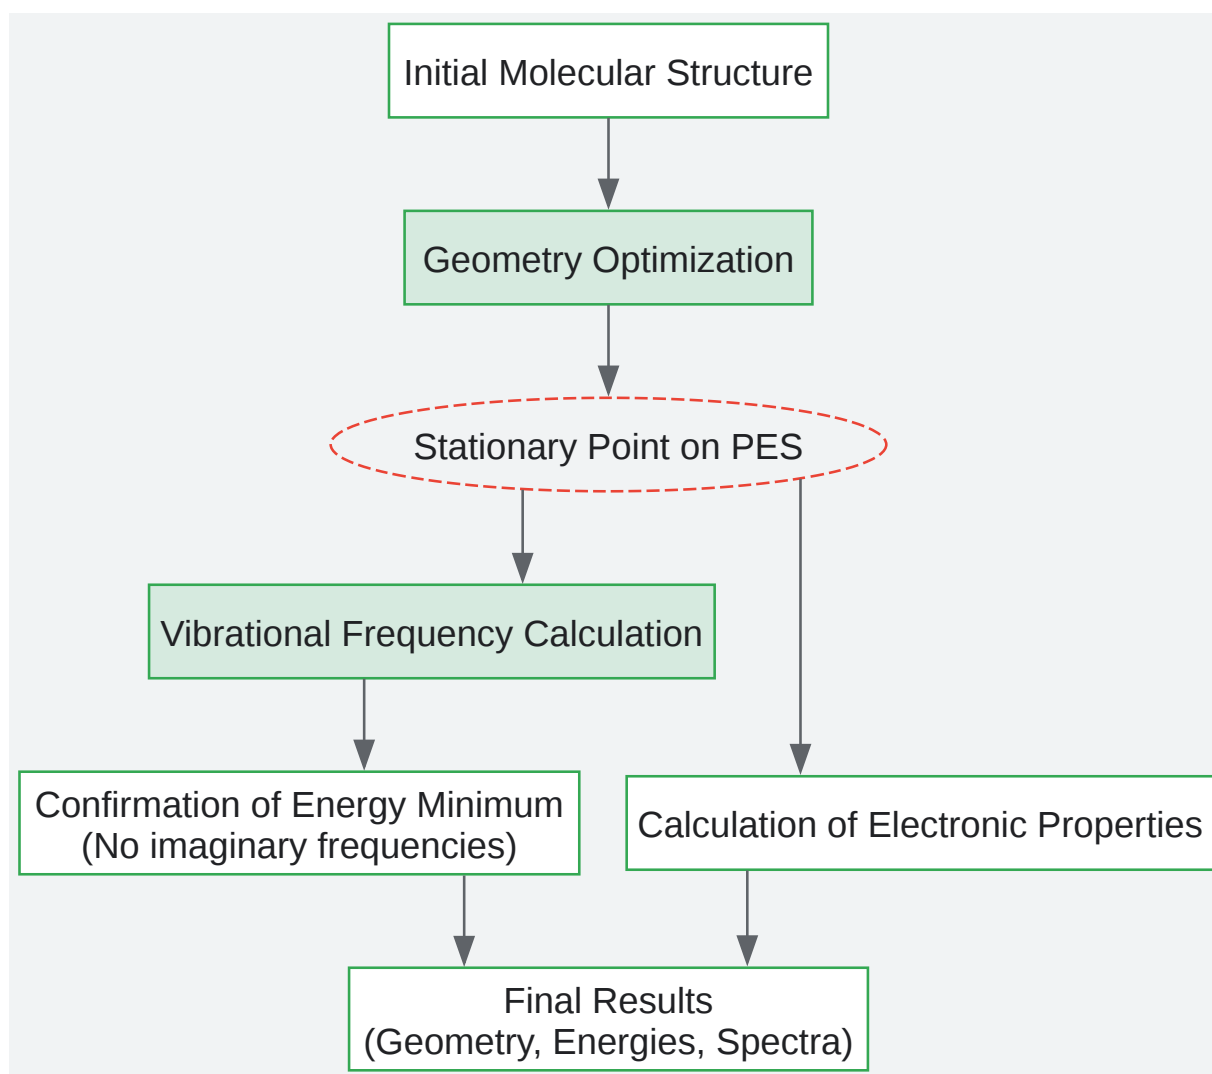 Initial Molecular Structure
Geometry Optimization
Stationary Point on PES
Vibrational Frequency Calculation
Confirmation of Energy Minimum
(No imaginary frequencies)
Calculation of Electronic Properties
Final Results
(Geometry, Energies, Spectra)